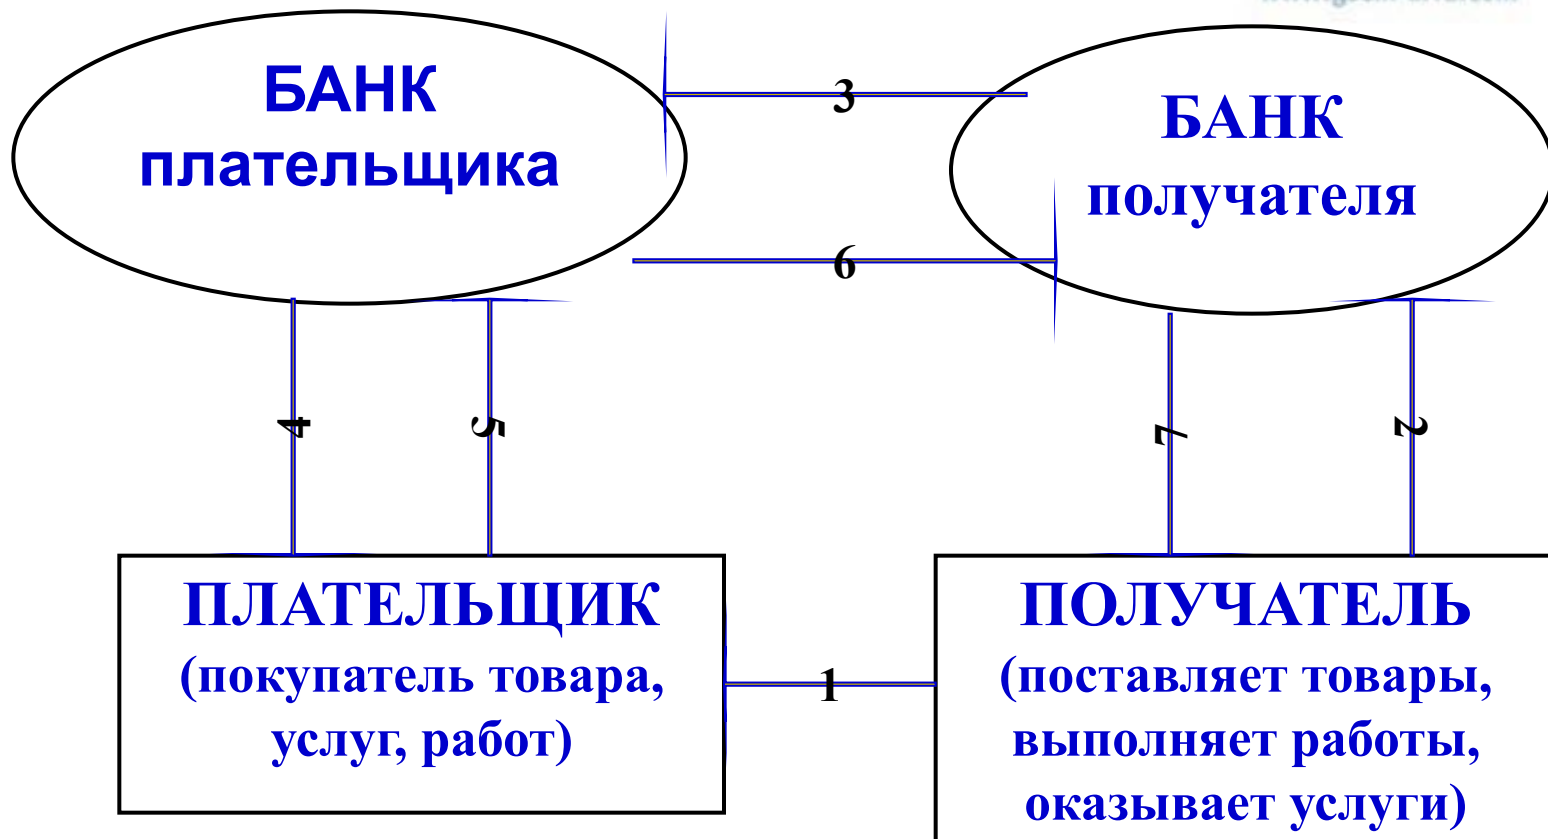 БАНК
плательщика
3
БАНК
получателя
6
4
5
7
2
ПЛАТЕЛЬЩИК
(покупатель товара,
услуг, работ)
1
ПОЛУЧАТЕЛЬ
(поставляет товары,
выполняет работы,
оказывает услуги)